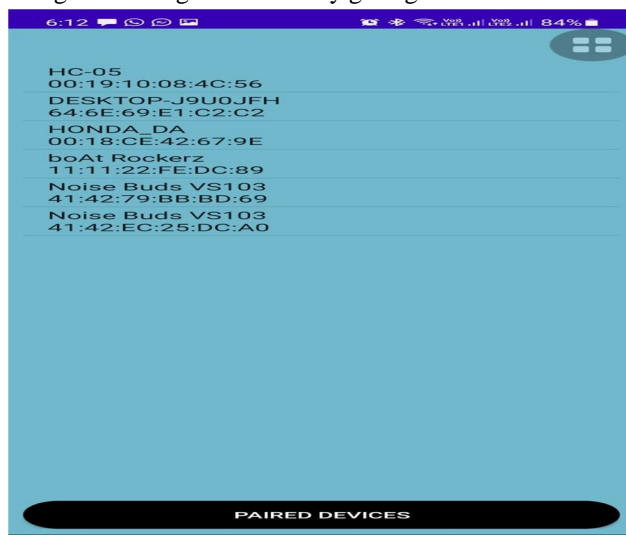 6:12
84%
HC-05
00:19:10:08:4C:56
DESKTOP-J9U0JFH
64:6E:69:E1:C2:C2
HONDA_DA
00:18:CE:42:67:9E
boAt Rockerz
11:11:22:FE:DC:89
Noise Buds VS103
41:42:79:BB:BD:69
Noise Buds VS103
41:42:EC:25:DC:A0
PAIRED DEVICES